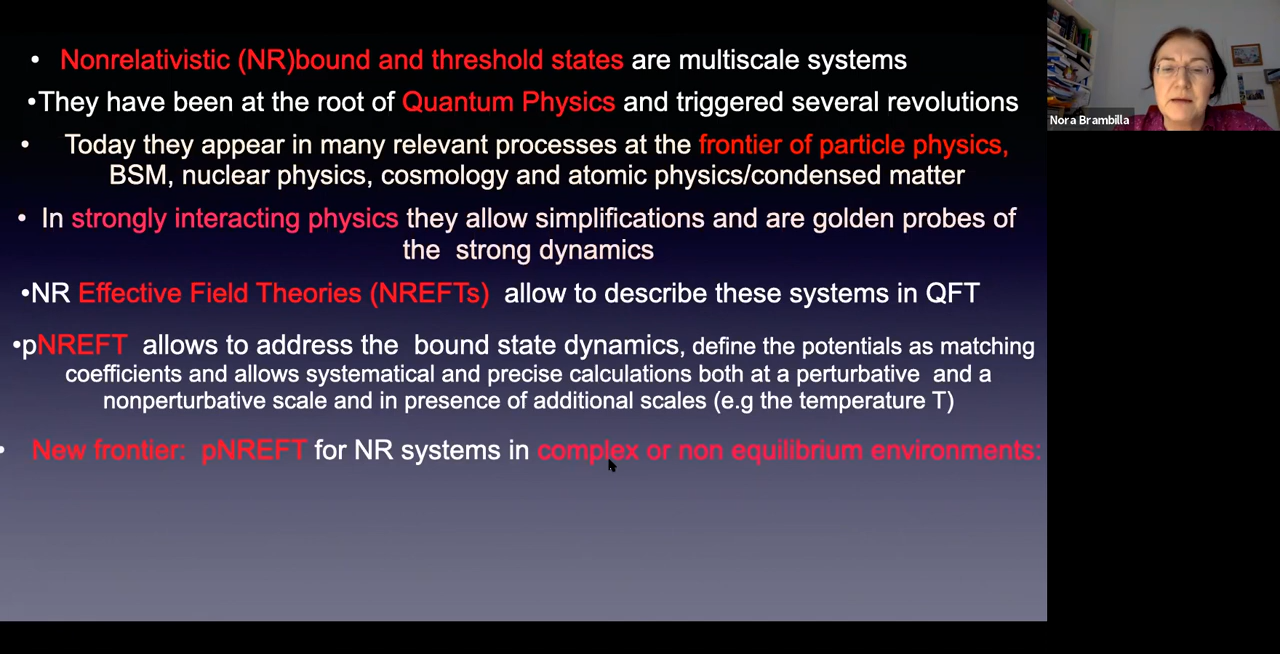 • Nonrelativistic (NR)bound and threshold states are multiscale systems
•They have been at the root of Quantum Physics and triggered several revolutions
• Today they appear in many relevant processes at the frontier of particle physics,
BSM, nuclear physics, cosmology and atomic physics/condensed matter
• In strongly interacting physics they allow simplifications and are golden probes of
the strong dynamics
•NR Effective Field Theories (NREFTs) allow to describe these systems in QFT
•pNREFT allows to address the bound state dynamics, define the potentials as matching
coefficients and allows systematical and precise calculations both at a perturbative and a
nonperturbative scale and in presence of additional scales (e.g the temperature T)
• New frontier: pNREFT for NR systems in complex or non equilibrium environments:
Nora Brambilla